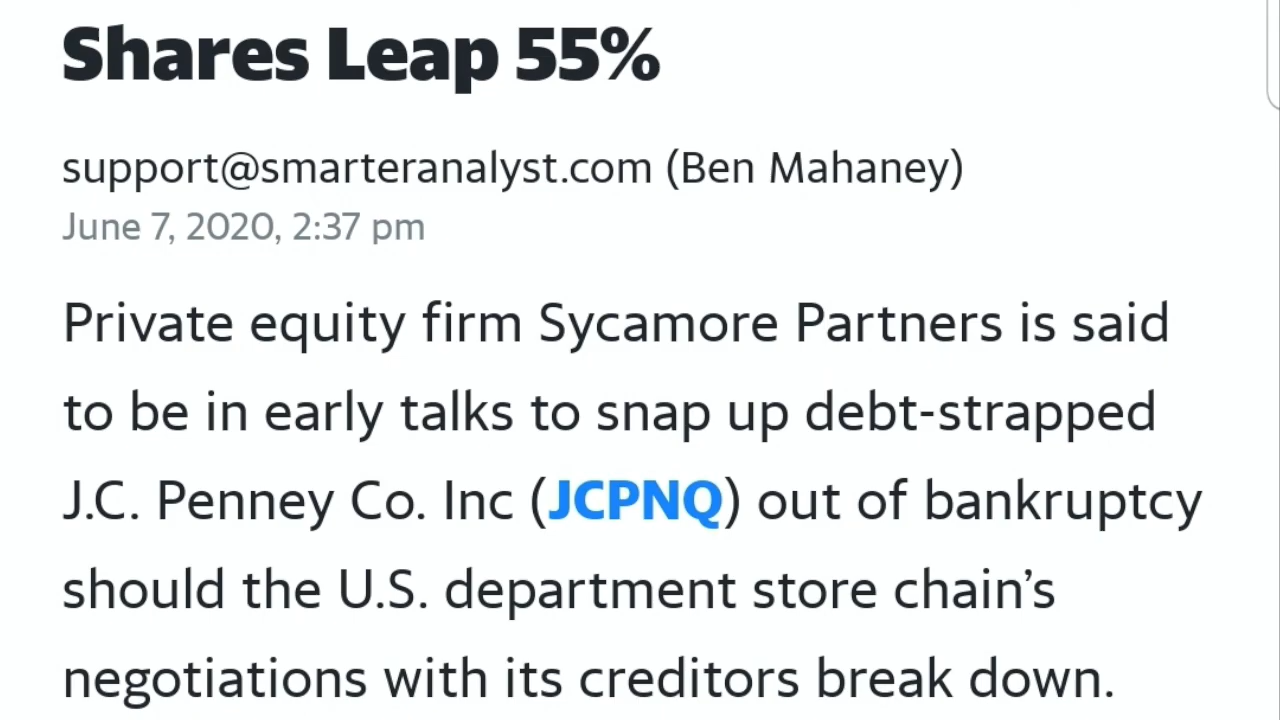 Shares Leap 55%
support@smarteranalyst.com (Ben Mahaney)
June 7, 2020, 2:37 pm
Private equity firm Sycamore Partners is said
to be in early talks to snap up debt-strapped
J.C. Penney Co. Inc (JCPNQ) out of bankruptcy
should the U.S. department store chain’s
negotiations with its creditors break down.